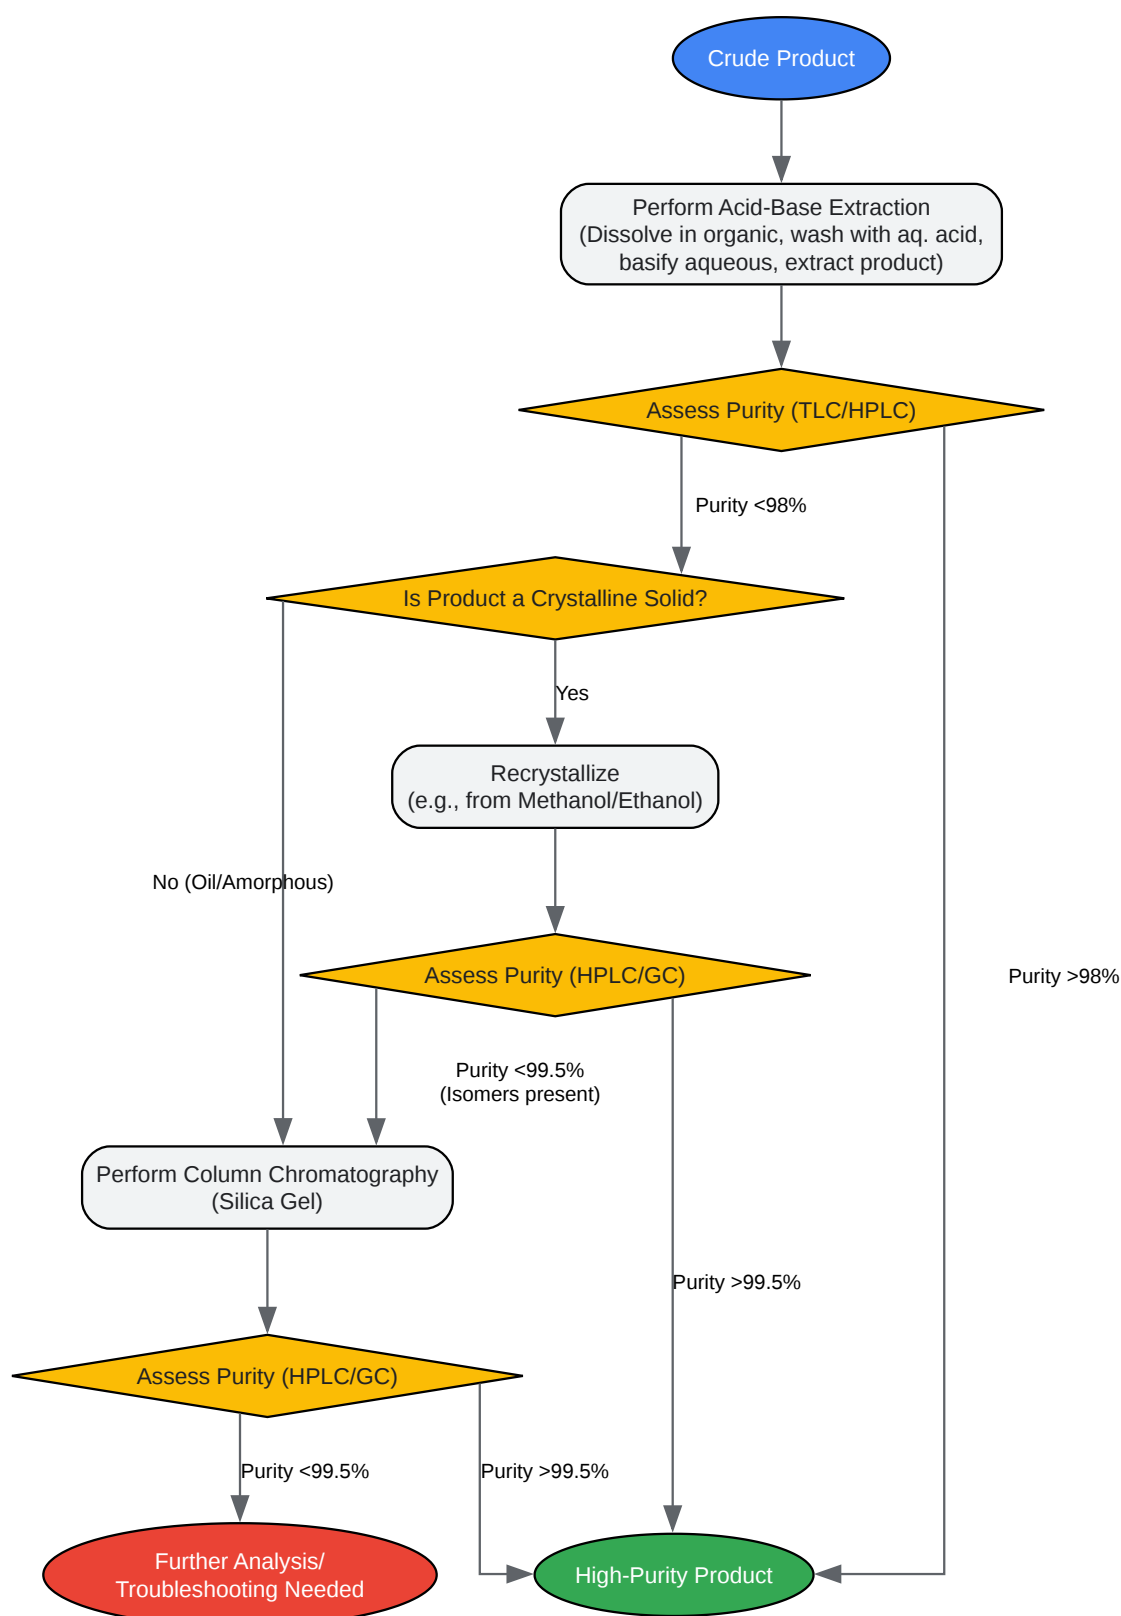 Crude Product
Perform Acid-Base Extraction
(Dissolve in organic, wash with aq. acid,
basify aqueous, extract product)
Assess Purity (TLC/HPLC)
Purity <98%
Is Product a Crystalline Solid?
Yes
Recrystallize
(e.g., from Methanol/Ethanol)
No (Oil/Amorphous)
Assess Purity (HPLC/GC)
Purity >98%
Purity <99.5%
(Isomers present)
Perform Column Chromatography
(Silica Gel)
Purity >99.5%
Assess Purity (HPLC/GC)
Purity <99.5%
Purity >99.5%
Further Analysis/
Troubleshooting Needed
High-Purity Product